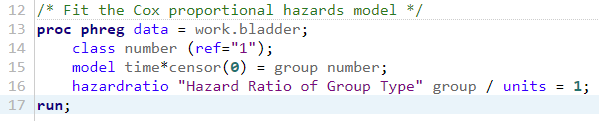 12 /* Fit the Cox proportional hazards model */
13 proc phreg data = work.bladder;
14 class number (ref="1");
15 model time*censor(0) = group number;
16 hazardratio "Hazard Ratio of Group Type" group / units = 1;
17 run;